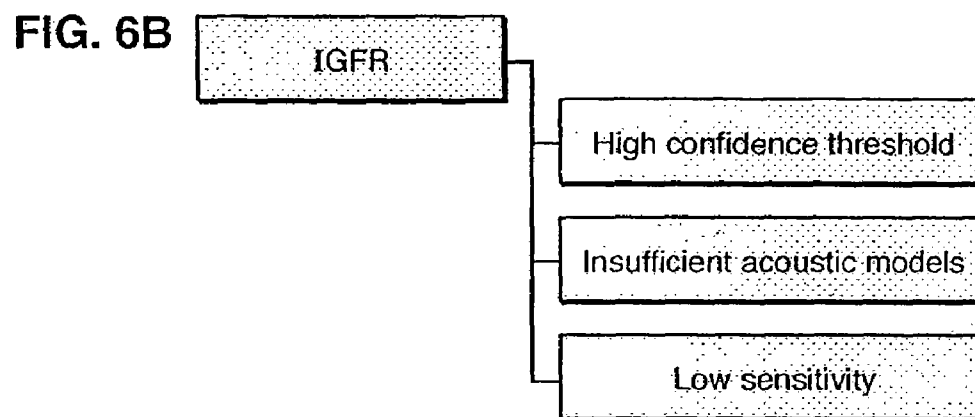 FIG. 6B
IGFR
High confidence threshold
Insufficient acoustic models
Low sensitivity